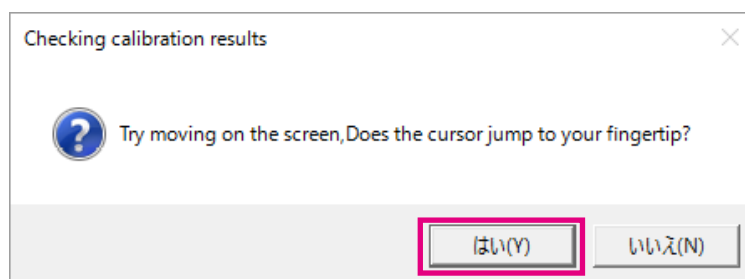 Checking calibration results
Try moving on the screen,Does the cursor jump to your fingertip?
はい(Y)
いいえ(N)